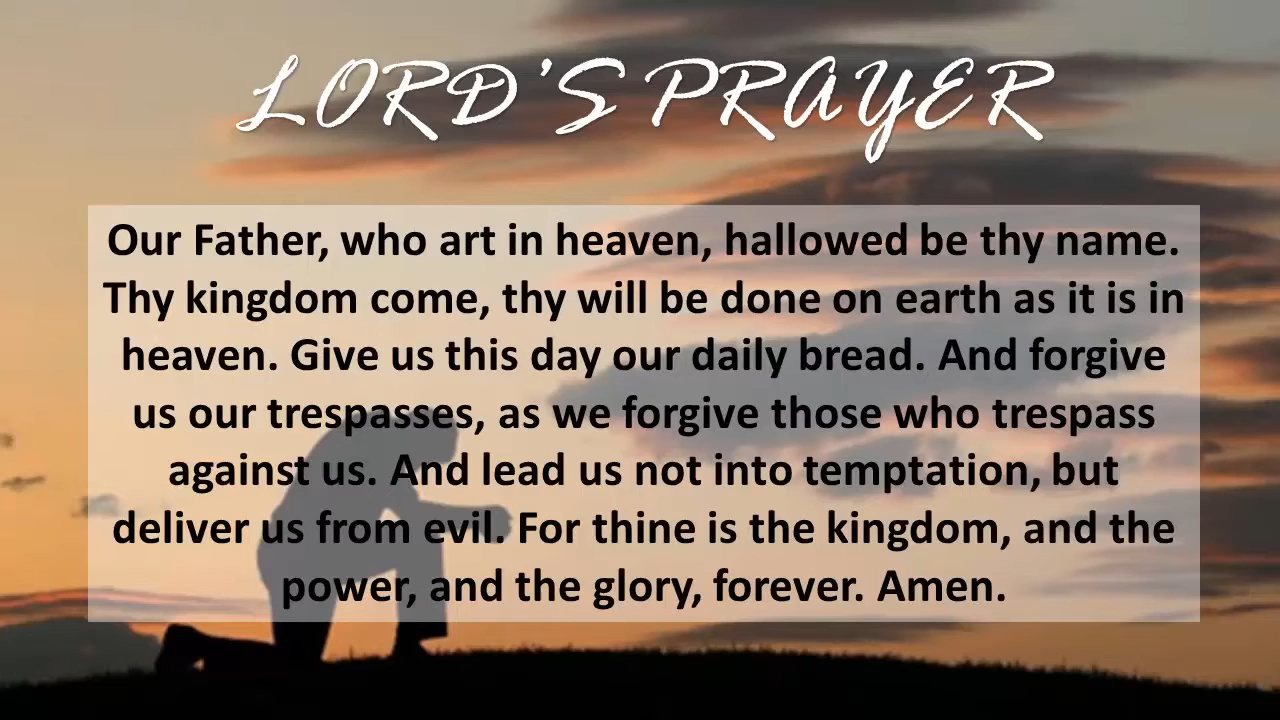 LORD'S PRAYER
Our Father, who art in heaven, hallowed be thy name.
Thy kingdom come, thy will be done on earth as it is in
heaven. Give us this day our daily bread. And forgive
us our trespasses, as we forgive those who trespass
against us. And lead us not into temptation, but
deliver us from evil. For thine is the kingdom, and the
power, and the glory, forever. Amen.